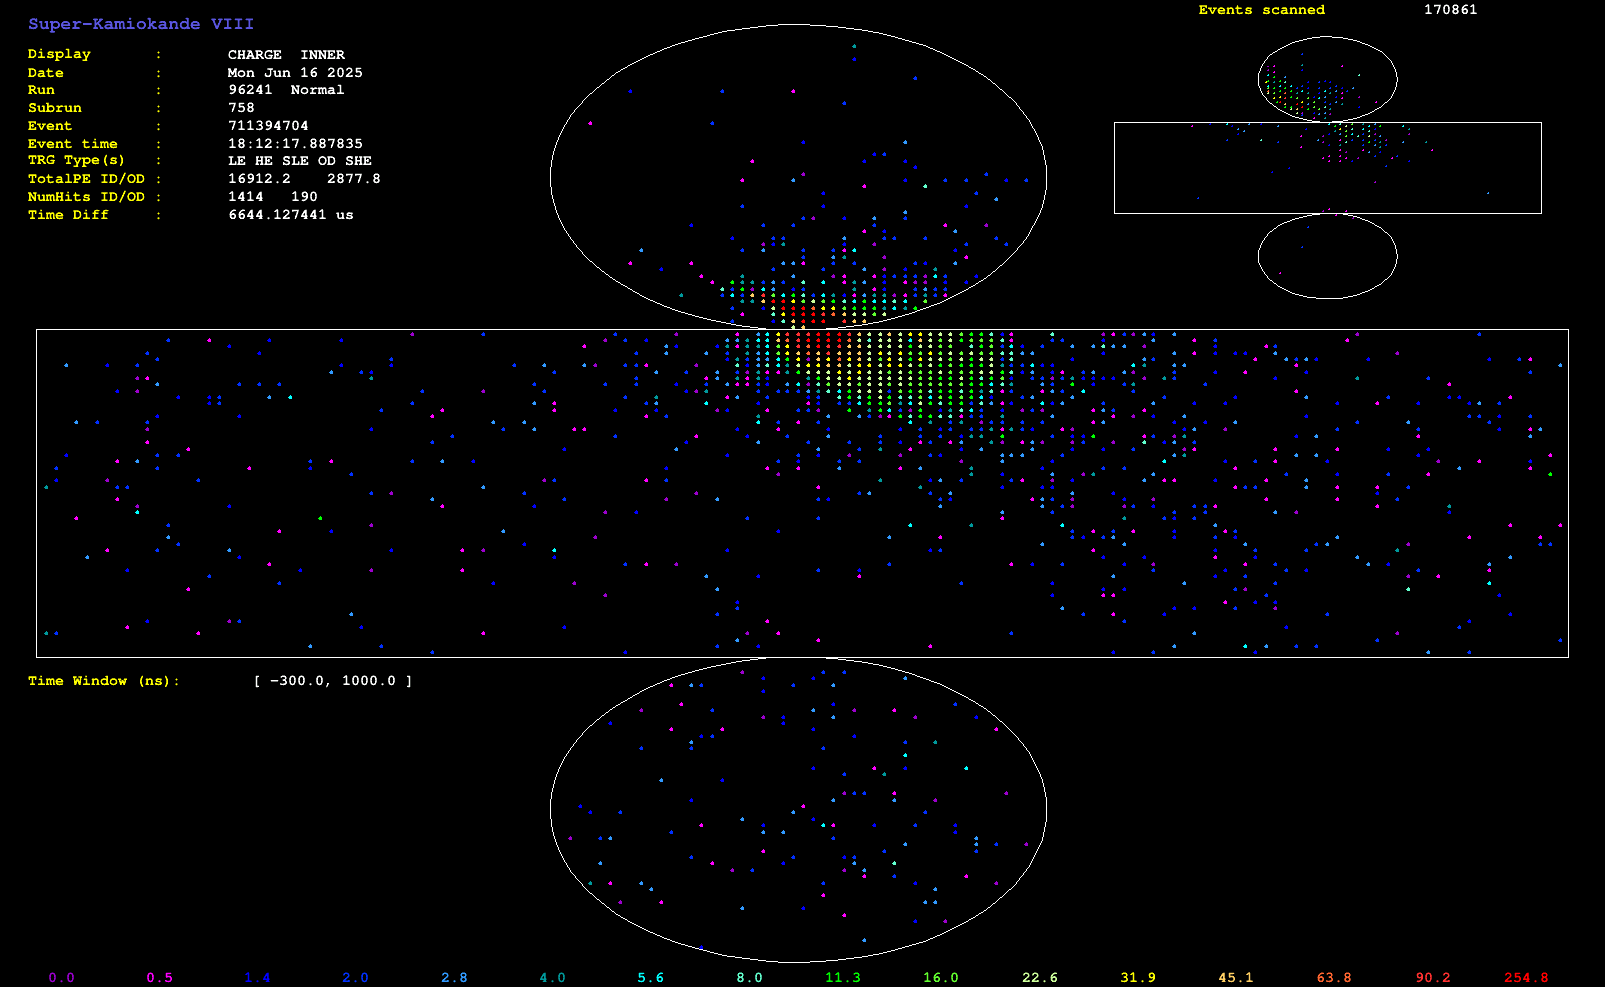 Super-Kamiokande VIII
Events scanned 170861
Display : CHARGE INNER
Date : Mon Jun 16 2025
Run : 96241 Normal
Subrun : 758
Event : 711394704
Event time : 18:12:17.887835
TRG Type(s) : LE HE SLE OD SHE
TotalPE ID/OD : 16912.2 2877.8
NumHits ID/OD : 1414 190
Time Diff : 6644.127441 us
Time Window (ns): [ -300.0, 1000.0 ]
0.0 0.5 1.4 2.0 2.8 4.0 5.6 8.0 11.3 16.0 22.6 31.9 45.1 63.8 90.2 254.8